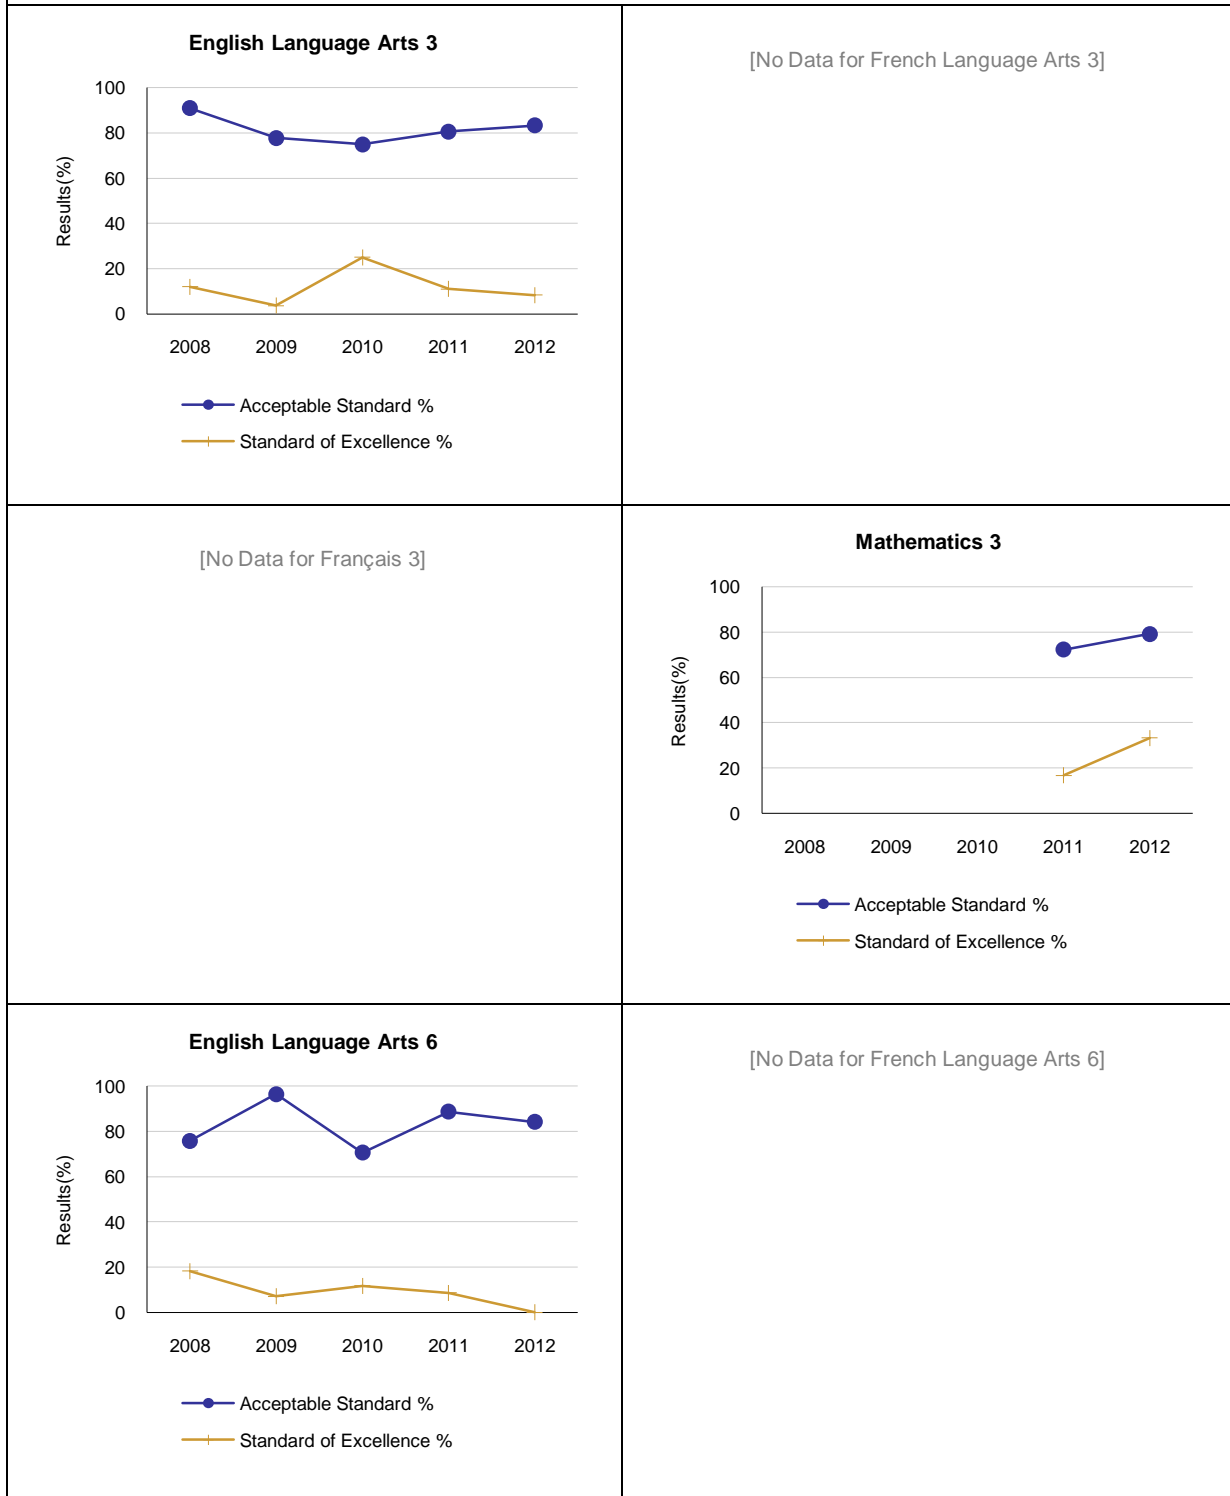 English Language Arts 3
100
80
60
40
20
0
Results(%)
2008 2009 2010 2011 2012
Acceptable Standard %
Standard of Excellence %
[No Data for French Language Arts 3]
[No Data for Français 3]
Mathematics 3
100
80
60
40
20
0
Results(%)
2008 2009 2010 2011 2012
Acceptable Standard %
Standard of Excellence %
English Language Arts 6
100
80
60
40
20
0
Results(%)
2008 2009 2010 2011 2012
Acceptable Standard %
Standard of Excellence %
[No Data for French Language Arts 6]